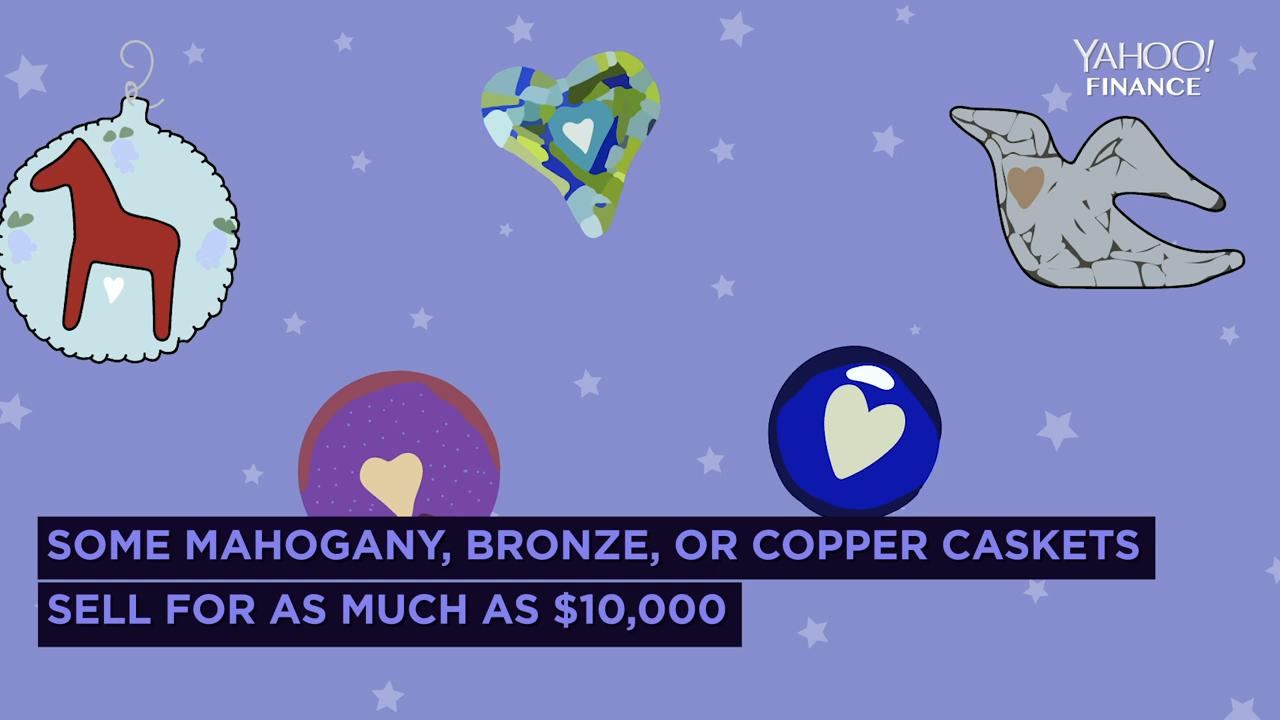 YAHOO!
FINANCE
SOME MAHOGANY, BRONZE, OR COPPER CASKETS
SELL FOR AS MUCH AS $10,000